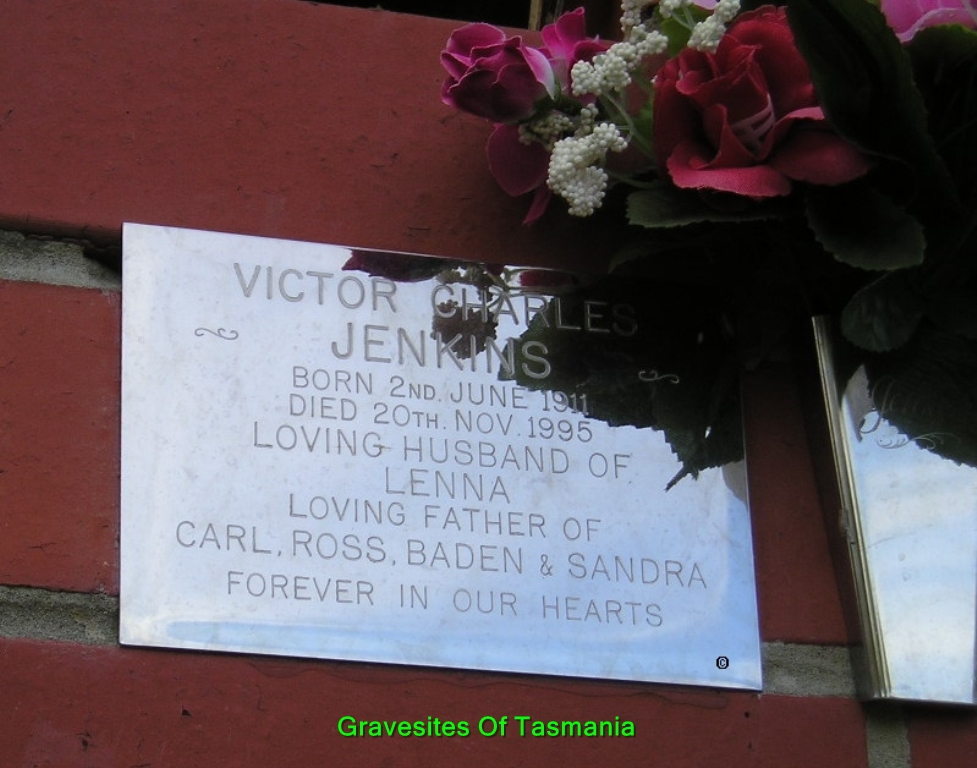 VICTOR CHARLES
JENKINS
BORN 2ND. JUNE 1911
DIED 20TH. NOV. 1995
LOVING HUSBAND OF
LENNA
LOVING FATHER OF
CARL, ROSS, BADEN & SANDRA
FOREVER IN OUR HEARTS
©
Gravesites Of Tasmania